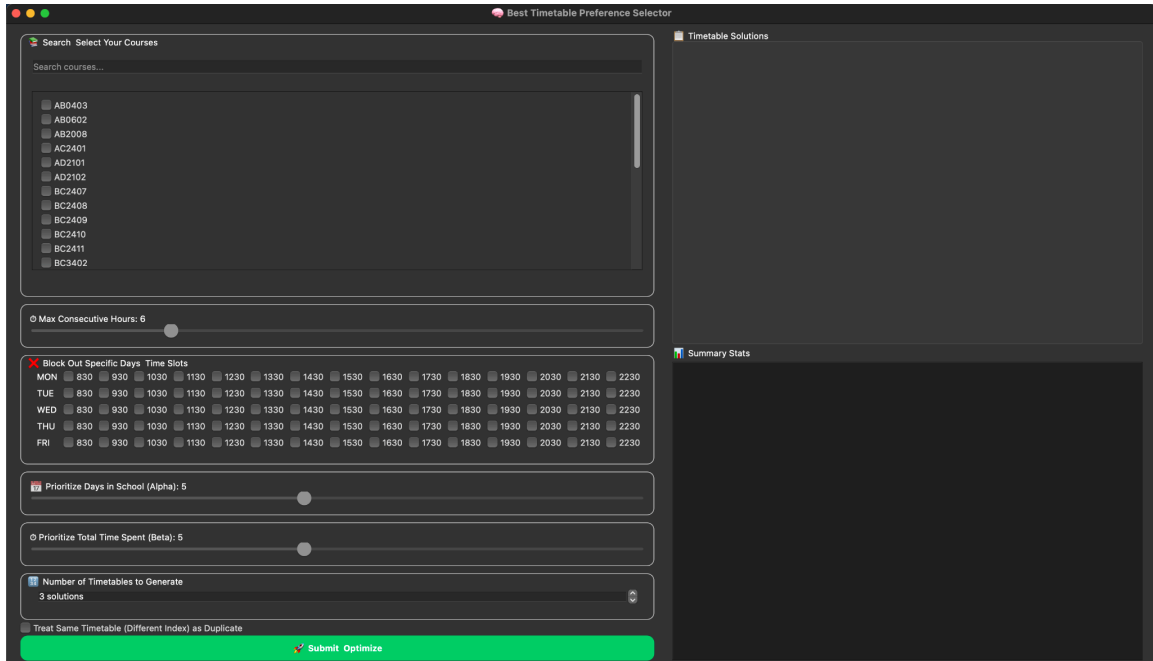 Best Timetable Preference Selector
Search Select Your Courses
Search courses...
AB0403
AB0602
AB2008
AC2401
AD2101
AD2102
BC2407
BC2408
BC2409
BC2410
BC2411
BC3402
Max Consecutive Hours: 6
Block Out Specific Days Time Slots
MON 830 930 1030 1130 1230 1330 1430 1530 1630 1730 1830 1930 2030 2130 2230
TUE 830 930 1030 1130 1230 1330 1430 1530 1630 1730 1830 1930 2030 2130 2230
WED 830 930 1030 1130 1230 1330 1430 1530 1630 1730 1830 1930 2030 2130 2230
THU 830 930 1030 1130 1230 1330 1430 1530 1630 1730 1830 1930 2030 2130 2230
FRI 830 930 1030 1130 1230 1330 1430 1530 1630 1730 1830 1930 2030 2130 2230
Prioritize Days in School (Alpha): 5
Prioritize Total Time Spent (Beta): 5
Number of Timetables to Generate
3 solutions
Treat Same Timetable (Different Index) as Duplicate
Submit Optimize
Timetable Solutions
Summary Stats